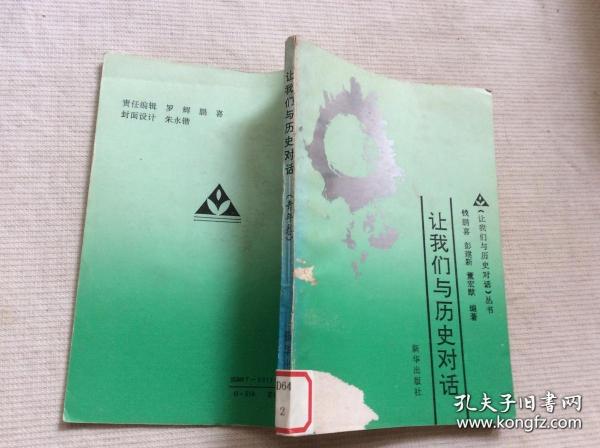 责任编辑 罗辉 鹏喜
封面设计 朱永锴
让我们与历史对话
(青年卷)
D64
2
《让我们与历史对话》丛书
钱鹏喜 彭建新 董宏猷 编著
让我们与历史对话
新华出版社
孔夫子旧书网
www.kongfz.com